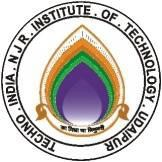 TECHNO . INDIA . N J R . INSTITUTE . OF . TECHNOLOGY UDAIPUR